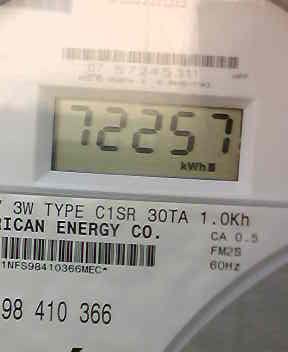 72257
kWh
3W TYPE C1SR 30TA 1.0Kh
RICAN ENERGY CO.
CA 0.5
FM2S
60Hz
1NFS98410366MEC*
98 410 366